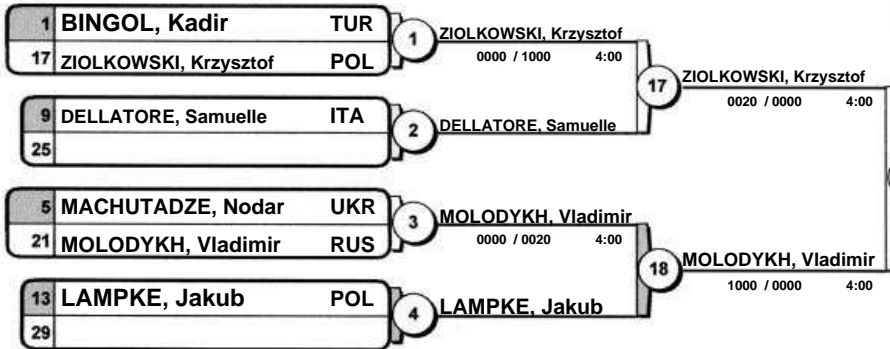 1 BINGOL, Kadir TUR
17 ZIOLKOWSKI, Krzysztof POL
1
ZIOLKOWSKI, Krzysztof
0000 / 1000 4:00
9 DELLATORE, Samuelle ITA
25
2
DELLATORE, Samuelle
17
ZIOLKOWSKI, Krzysztof
0020 / 0000 4:00
5 MACHUTADZE, Nodar UKR
21 MOLODYKH, Vladimir RUS
3
MOLODYKH, Vladimir
0000 / 0020 4:00
13 LAMPKE, Jakub POL
29
4
LAMPKE, Jakub
18
MOLODYKH, Vladimir
1000 / 0000 4:00